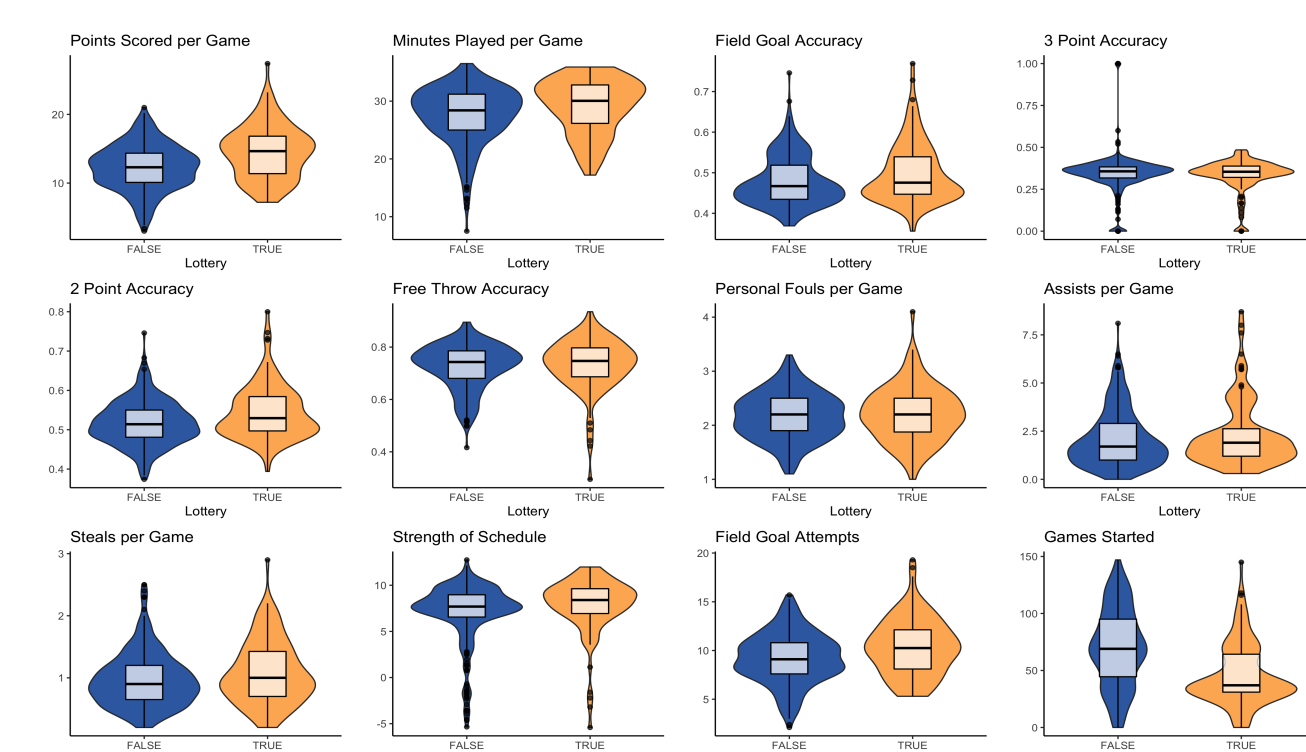 Points Scored per Game
20
10
FALSE TRUE
Lottery
Minutes Played per Game
30
20
10
FALSE TRUE
Lottery
Field Goal Accuracy
0.7
0.6
0.5
0.4
FALSE TRUE
Lottery
3 Point Accuracy
1.00
0.75
0.50
0.25
0.00
FALSE TRUE
Lottery
2 Point Accuracy
0.8
0.7
0.6
0.5
0.4
FALSE TRUE
Lottery
Free Throw Accuracy
0.8
0.6
0.4
FALSE TRUE
Lottery
Personal Fouls per Game
4
3
2
1
FALSE TRUE
Lottery
Assists per Game
7.5
5.0
2.5
0.0
FALSE TRUE
Lottery
Steals per Game
3
2
1
FALSE TRUE
Strength of Schedule
10
5
0
-5
FALSE TRUE
Field Goal Attempts
20
15
10
5
FALSE TRUE
Games Started
150
100
50
0
FALSE TRUE